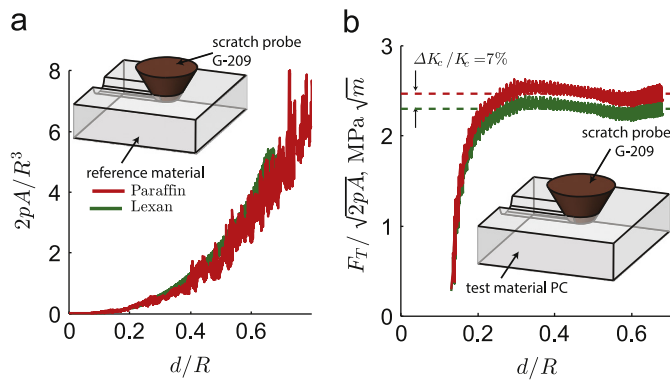 a
scratch probe
G-209
2pA/R³
8
6
4
2
0
reference material
Paraffin
Lexan
0
0.2
0.4
0.6
d/R
b
ΔK_c/K_c = 7%
F_T/√2pA, MPa √m
3
2
1
0
scratch probe
G-209
test material PC
0
0.2
0.4
0.6
d/R